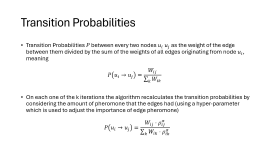 Transition Probabilities
• Transition Probabilities P between every two nodes u_i u_j as the weight of the edge
between them divided by the sum of the weights of all edges originating from node u_i,
meaning
P(u_i → u_j) = W_ij / ∑_k W_ik
• On each one of the k iterations the algorithm recalculates the transition probabilities by
considering the amount of pheromone that the edges had (using a hyper-parameter
which is used to adjust the importance of edge pheromone)
P(u_i → u_j) = W_ij · ρ_ij^α / ∑_k W_ik · ρ_ik^α